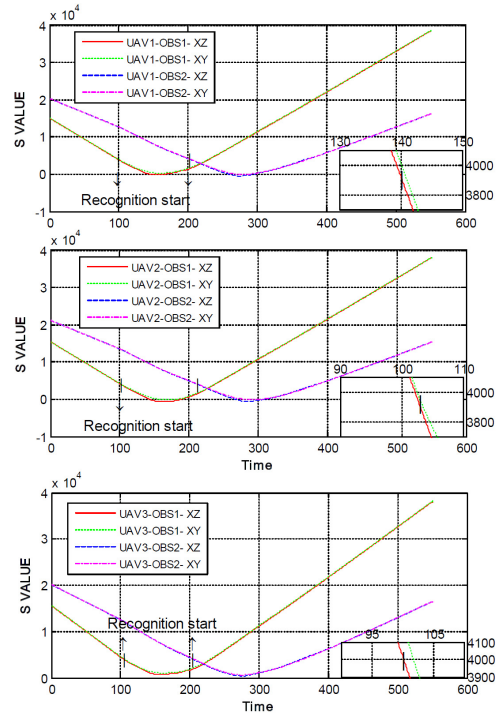 x 10^4
4
3
2
1
0
-1
S VALUE
UAV1-OBS1- XZ
UAV1-OBS1- XY
UAV1-OBS2- XZ
UAV1-OBS2- XY
Recognition start
130 140 150
4000
3800
0 100 200 300 400 500 600
x 10^4
4
3
2
1
0
-1
S VALUE
UAV2-OBS1- XZ
UAV2-OBS1- XY
UAV2-OBS2- XZ
UAV2-OBS2- XY
Recognition start
90 100 110
4000
3800
0 100 200 300 400 500 600
Time
x 10^4
4
3
2
1
0
S VALUE
UAV3-OBS1- XZ
UAV3-OBS1- XY
UAV3-OBS2- XZ
UAV3-OBS2- XY
Recognition start
95 105
4100
4000
3900
0 100 200 300 400 500 600
Time